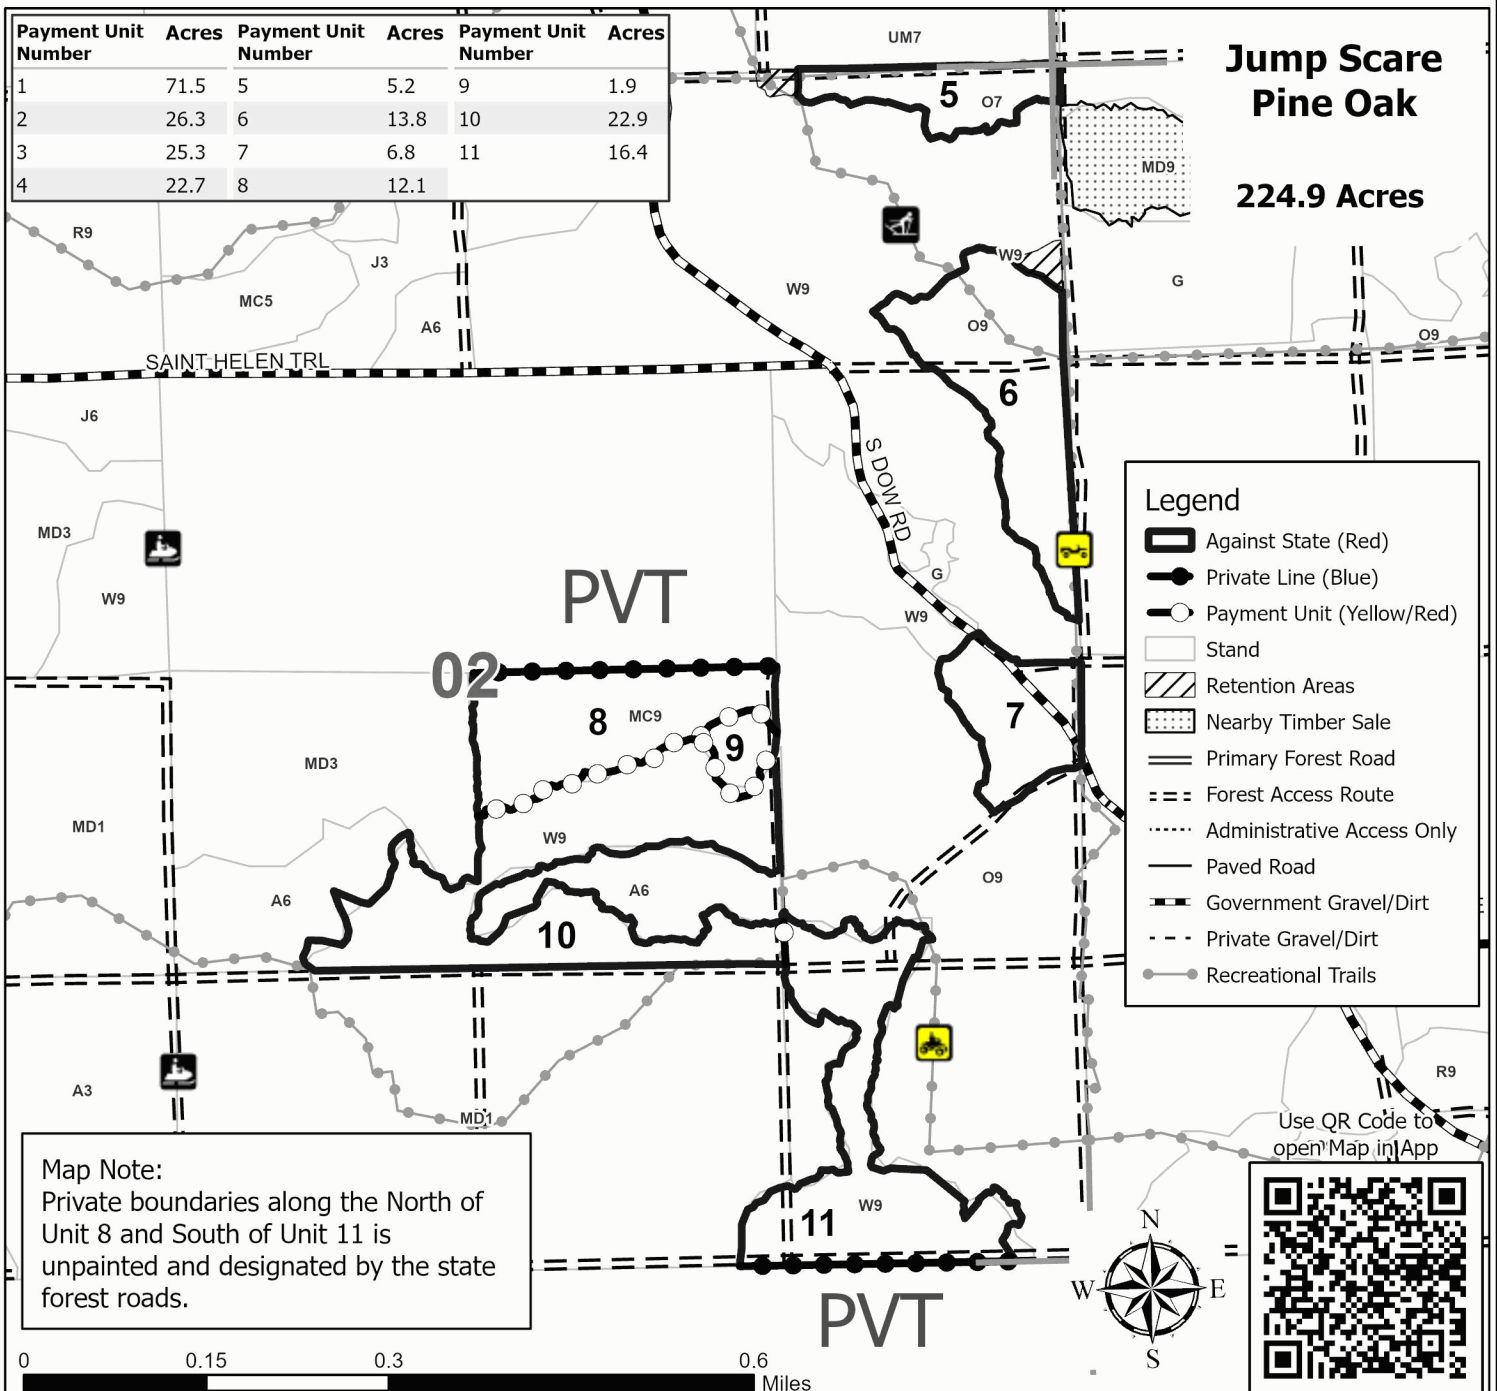 Payment Unit Number Acres Payment Unit Number Acres Payment Unit Number Acres
1 71.5 5 5.2 9 1.9
2 26.3 6 13.8 10 22.9
3 25.3 7 6.8 11 16.4
4 22.7 8 12.1
Jump Scare
Pine Oak
224.9 Acres
UM7
5
O7
MD9
R9
J3
MC5
A6
W9
W9
G
O9
O9
SAINT HELEN TRL
6
J6
S DOW RD
MD3
W9
G
W9
PVT
02
8
MC9
9
7
MD3
MD1
W9
A6
A6
10
O9
A3
MD1
R9
W9
11
PVT
Legend
Against State (Red)
Private Line (Blue)
Payment Unit (Yellow/Red)
Stand
Retention Areas
Nearby Timber Sale
Primary Forest Road
Forest Access Route
Administrative Access Only
Paved Road
Government Gravel/Dirt
Private Gravel/Dirt
Recreational Trails
Use QR Code to
open Map in App
Map Note:
Private boundaries along the North of
Unit 8 and South of Unit 11 is
unpainted and designated by the state
forest roads.
N
W E
S
0 0.15 0.3 0.6
Miles